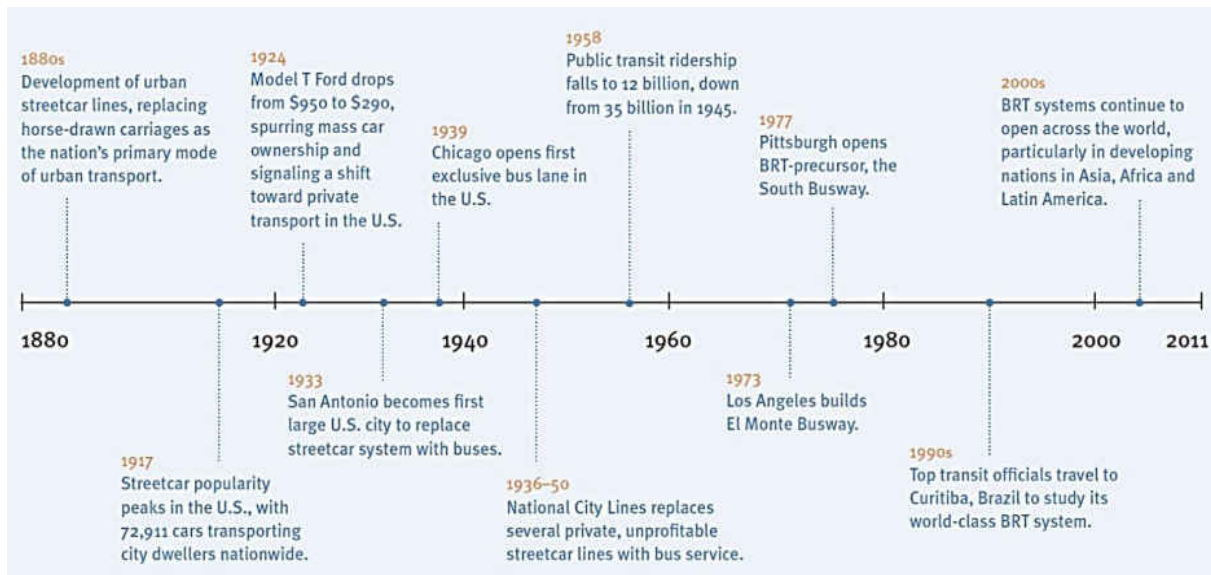 1880s
Development of urban
streetcar lines, replacing
horse-drawn carriages as
the nation's primary mode
of urban transport.
1924
Model T Ford drops
from $950 to $290,
spurring mass car
ownership and
signaling a shift
toward private
transport in the U.S.
1939
Chicago opens first
exclusive bus lane in
the U.S.
1958
Public transit ridership
falls to 12 billion, down
from 35 billion in 1945.
1977
Pittsburgh opens
BRT-precursor, the
South Busway.
2000s
BRT systems continue to
open across the world,
particularly in developing
nations in Asia, Africa and
Latin America.
1880 1920 1940 1960 1980 2000 2011
1917
Streetcar popularity
peaks in the U.S., with
72,911 cars transporting
city dwellers nationwide.
1933
San Antonio becomes first
large U.S. city to replace
streetcar system with buses.
1936–50
National City Lines replaces
several private, unprofitable
streetcar lines with bus service.
1973
Los Angeles builds
El Monte Busway.
1990s
Top transit officials travel to
Curitiba, Brazil to study its
world-class BRT system.